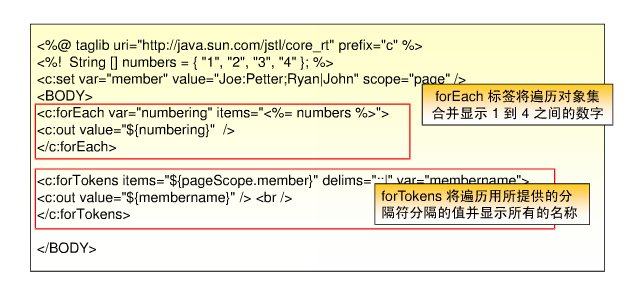 <%@ taglib uri="http://java.sun.com/jstl/core_rt" prefix="c" %>
<%!  String [] numbers = { "1", "2", "3", "4" }; %>
<c:set var="member" value="Joe:Petter;Ryan|John" scope="page" />
<BODY>
<c:forEach var="numbering" items="<%= numbers %>">
<c:out value="${numbering}"  />
</c:forEach>
forEach 标签将遍历对象集
合并显示 1 到 4 之间的数字
<c:forTokens items="${pageScope.member}" delims=":;|" var="membername">
<c:out value="${membername}" /> <br />
</c:forTokens>
forTokens 将遍历用所提供的分
隔符分隔的值并显示所有的名称
</BODY>